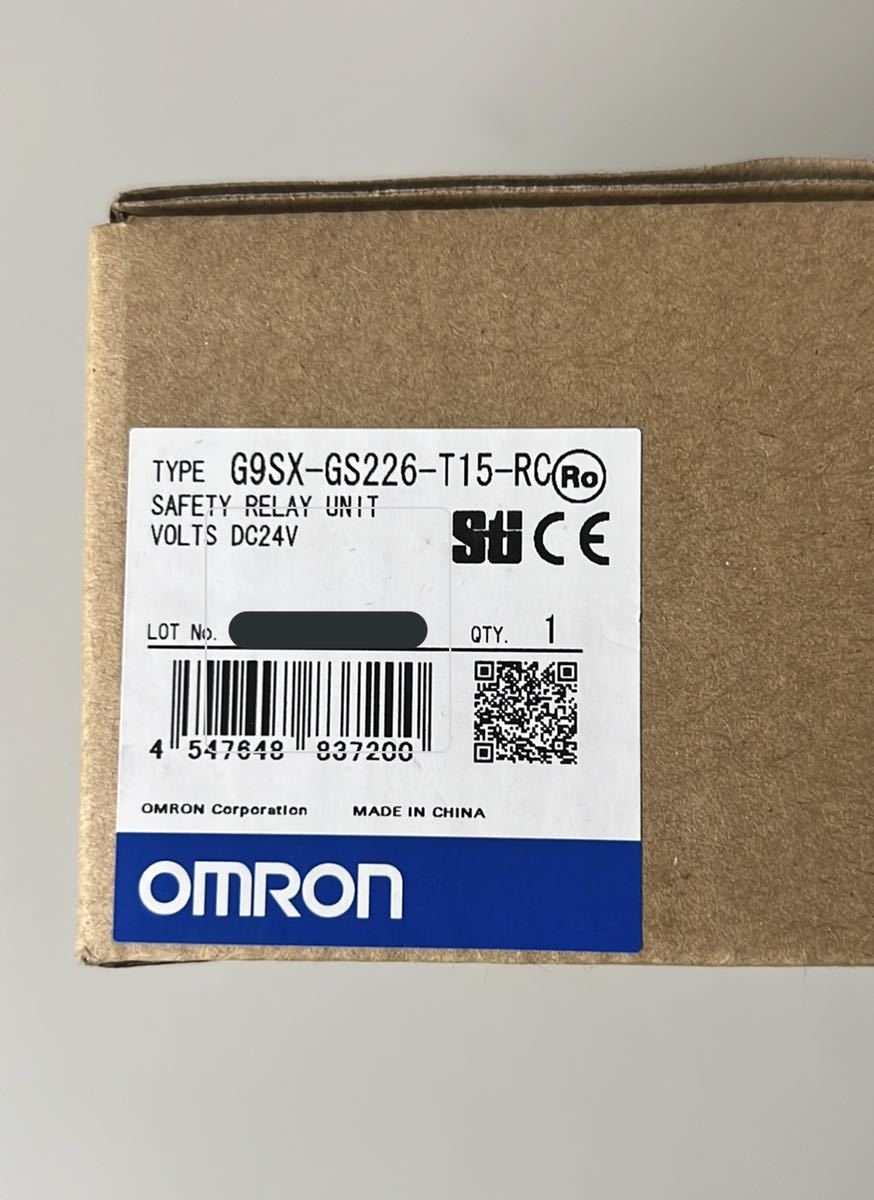 TYPE G9SX-GS226-T15-RC Ro
SAFETY RELAY UNIT
VOLTS DC24V
Sti CE
LOT No. QTY. 1
4 547648 837200
OMRON Corporation MADE IN CHINA
OMRON